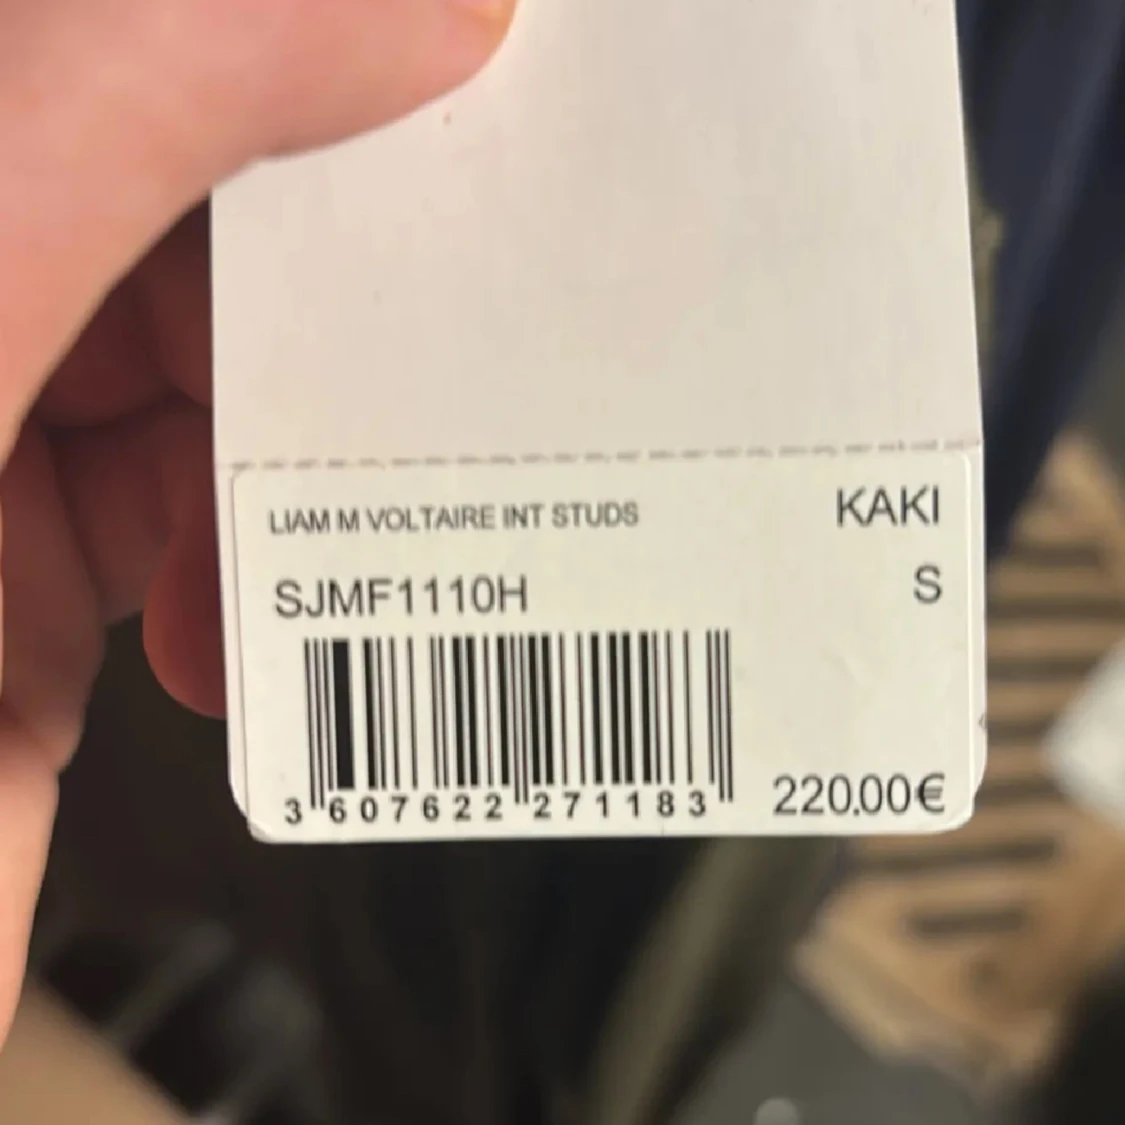 LIAM M VOLTAIRE INT STUDS
KAKI
SJMF1110H
S
3 607622 271183
220.00€